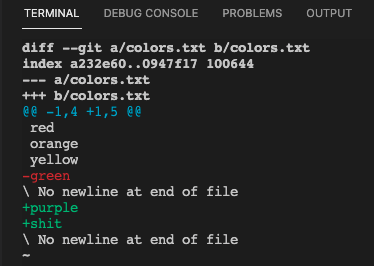 TERMINAL DEBUG CONSOLE PROBLEMS OUTPUT
diff --git a/colors.txt b/colors.txt
index a232e60..0947f17 100644
--- a/colors.txt
+++ b/colors.txt
@@ -1,4 +1,5 @@
 red
 orange
 yellow
-green
\ No newline at end of file
+purple
+shit
\ No newline at end of file
~